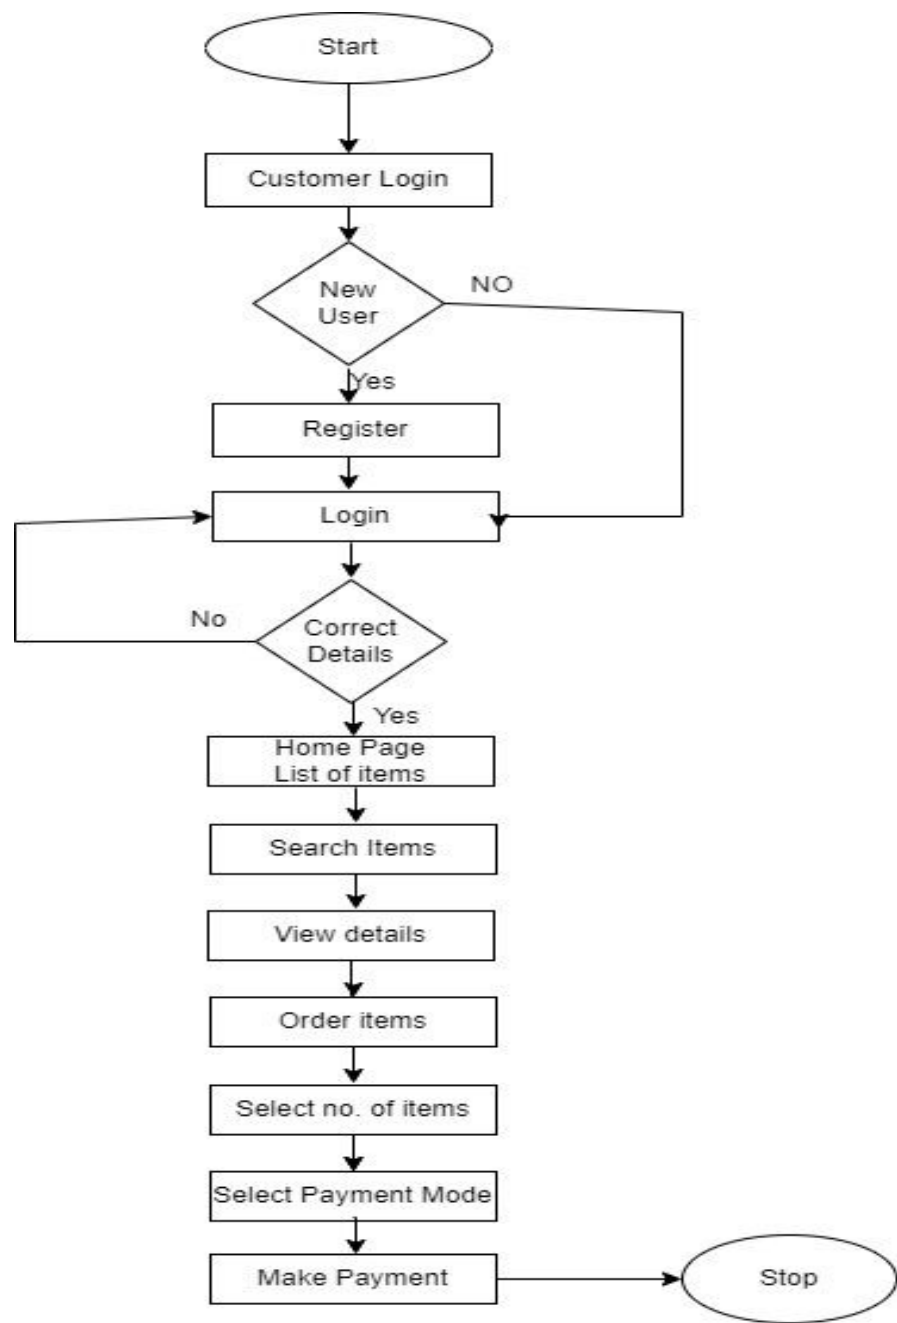 Start
Customer Login
New
User
NO
Yes
Register
Login
No
Correct
Details
Yes
Home Page
List of items
Search Items
View details
Order items
Select no. of items
Select Payment Mode
Make Payment
Stop